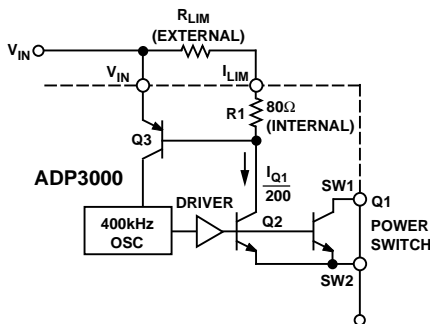 R_LIM
(EXTERNAL)
V_IN
V_IN
I_LIM
R1
80Ω
(INTERNAL)
Q3
ADP3000
I_Q1
200
DRIVER
SW1
Q1
Q2
400kHz
OSC
POWER
SWITCH
SW2